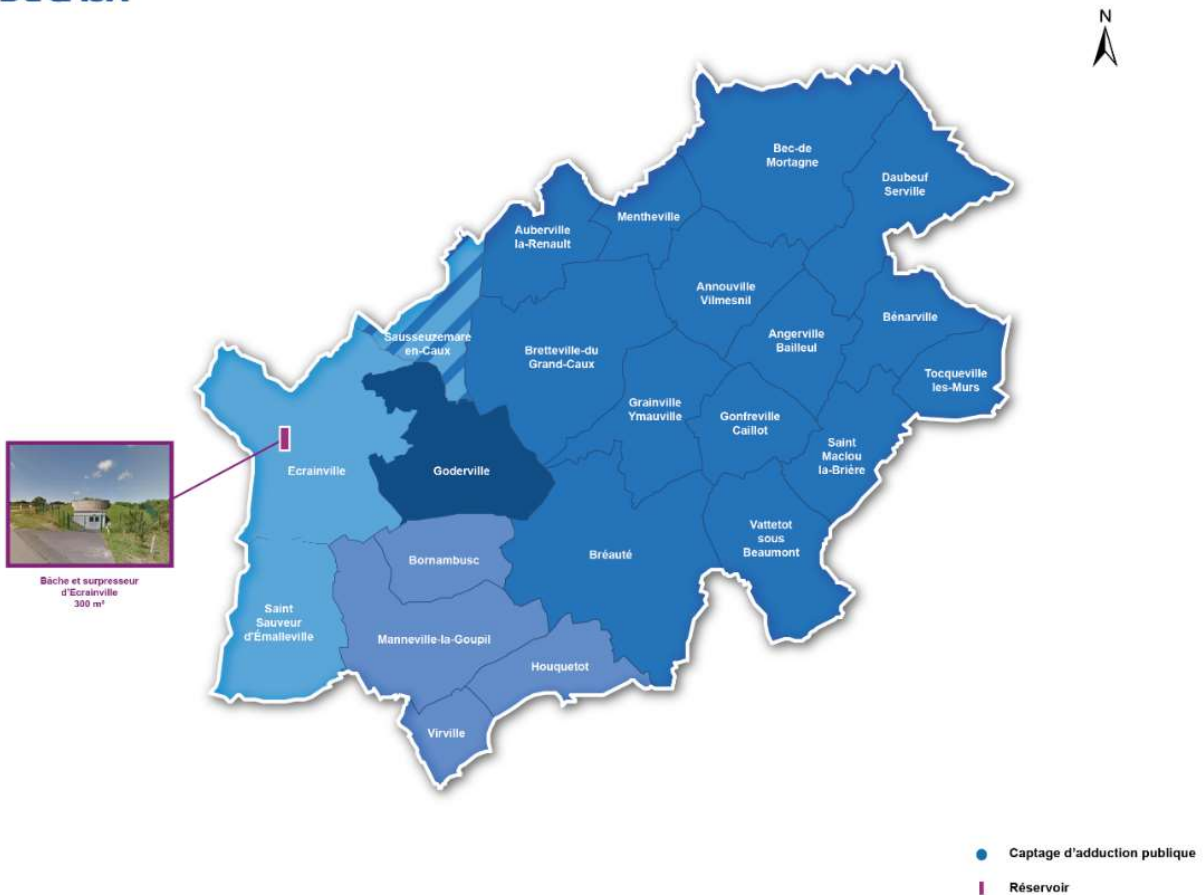 N
Bec-de
Mortagne
Daubeuf
Serville
Mentheville
Auberville
la-Renault
Annouville
Vilmesnil
Bénarville
Angerville
Bailleul
Sausseuzemare
en-Caux
Bretteville-du
Grand-Caux
Tocqueville
les-Murs
Grainville
Ymauville
Gonfreville
Caillot
Saint
Maclou
la-Brière
Ecrainville
Goderville
Vattetot
sous
Beaumont
Bréauté
Bornambusc
Bâche et surpresseur
d'Ecrainville
300 m³
Saint
Sauveur
d'Émalleville
Manneville-la-Goupil
Houquetot
Virville
Captage d'adduction publique
Réservoir